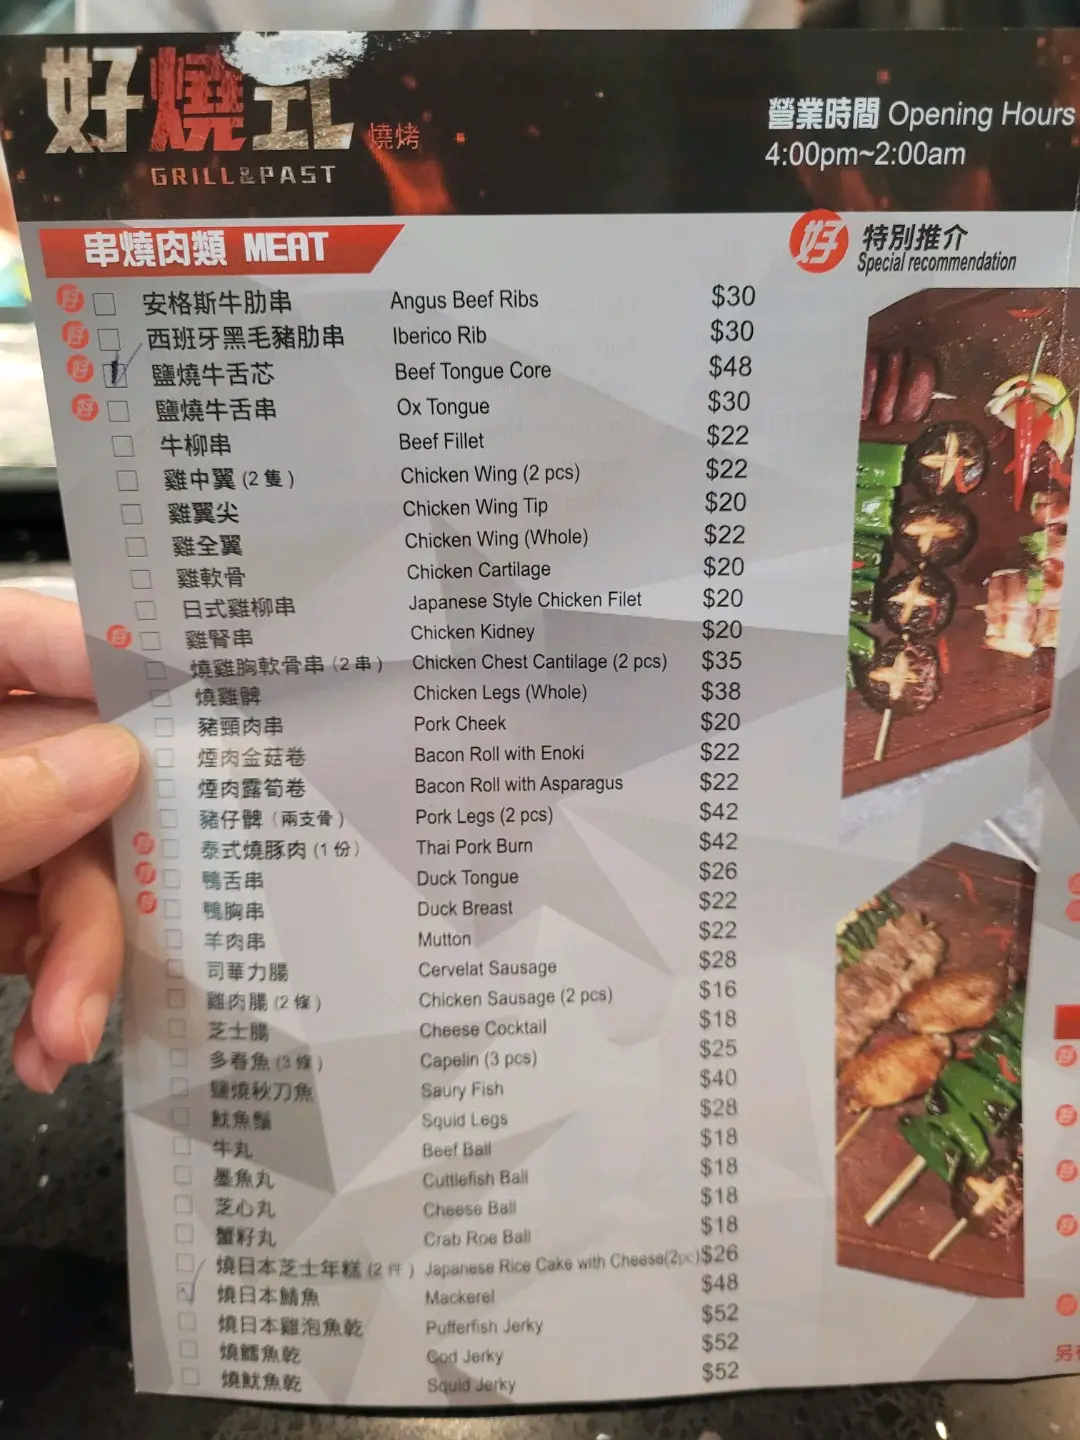 好燒式 燒烤
GRILL&PAST
營業時間 Opening Hours
4:00pm~2:00am
串燒肉類 MEAT
好 特別推介
Special recommendation
好 安格斯牛肋串 Angus Beef Ribs $30
好 西班牙黑毛豬肋串 Iberico Rib $30
好 鹽燒牛舌芯 Beef Tongue Core $48
好 鹽燒牛舌串 Ox Tongue $30
牛柳串 Beef Fillet $22
雞中翼 (2 隻) Chicken Wing (2 pcs) $22
雞翼尖 Chicken Wing Tip $20
雞全翼 Chicken Wing (Whole) $22
雞軟骨 Chicken Cartilage $20
日式雞柳串 Japanese Style Chicken Filet $20
好 雞腎串 Chicken Kidney $20
燒雞胸軟骨串 (2 串) Chicken Chest Cantilage (2 pcs) $35
燒雞髀 Chicken Legs (Whole) $38
豬頸肉串 Pork Cheek $20
煙肉金菇卷 Bacon Roll with Enoki $22
煙肉露筍卷 Bacon Roll with Asparagus $22
豬仔髀 (兩支骨) Pork Legs (2 pcs) $42
好 泰式燒豚肉 (1 份) Thai Pork Burn $42
好 鴨舌串 Duck Tongue $26
好 鴨胸串 Duck Breast $22
羊肉串 Mutton $22
司華力腸 Cervelat Sausage $28
雞肉腸 (2 條) Chicken Sausage (2 pcs) $16
芝士腸 Cheese Cocktail $18
多春魚 (3 條) Capelin (3 pcs) $25
鹽燒秋刀魚 Saury Fish $40
魷魚鬚 Squid Legs $28
牛丸 Beef Ball $18
墨魚丸 Cuttlefish Ball $18
芝心丸 Cheese Ball $18
蟹籽丸 Crab Roe Ball $18
燒日本芝士年糕 (2 件) Japanese Rice Cake with Cheese(2pc) $26
燒日本鯖魚 Mackerel $48
燒日本雞泡魚乾 Pufferfish Jerky $52
燒鱈魚乾 Cod Jerky $52
燒魷魚乾 Squid Jerky $52